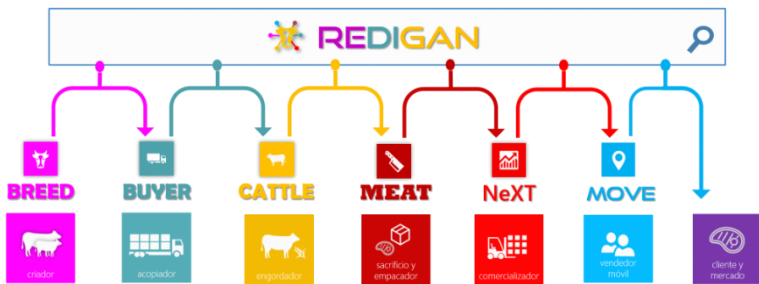 REDIGAN
BREED
BUYER
CATTLE
MEAT
NeXT
MOVE
criador
acopiador
engordador
sacrificio y
empacador
comercializador
vendedor
móvil
cliente y
mercado